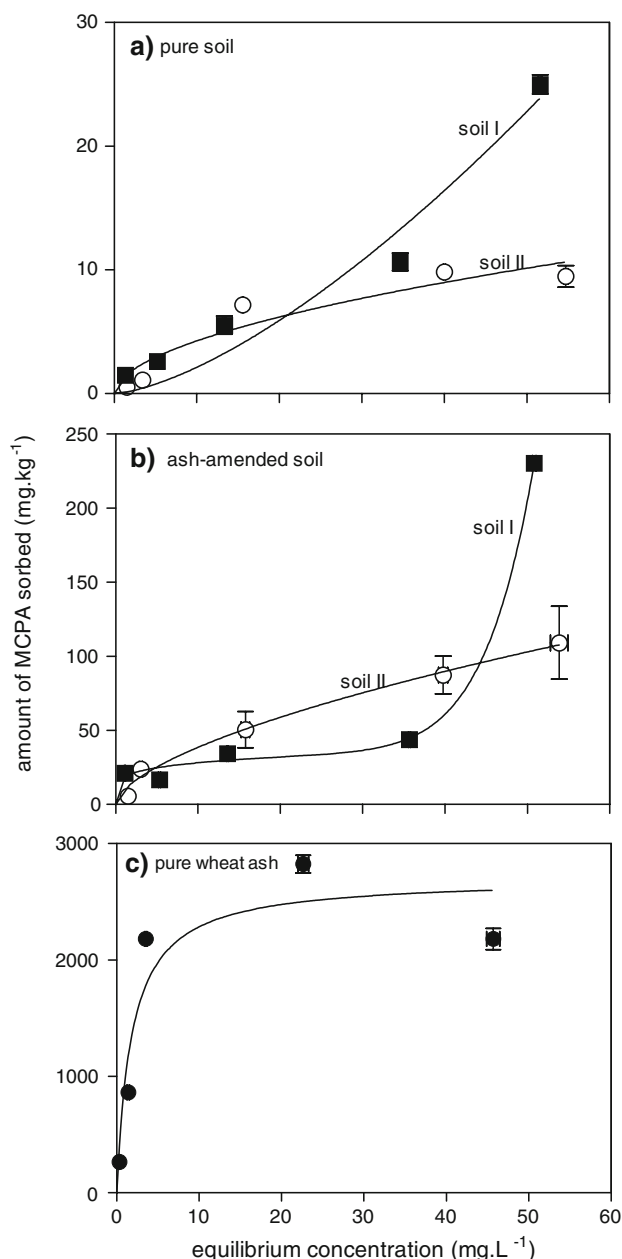 a) pure soil
30
20
10
0
soil I
soil II
b) ash-amended soil
250
200
150
100
50
0
soil I
soil II
amount of MCPA sorbed (mg.kg⁻¹)
c) pure wheat ash
3000
2000
1000
0
0 10 20 30 40 50 60
equilibrium concentration (mg.L⁻¹)